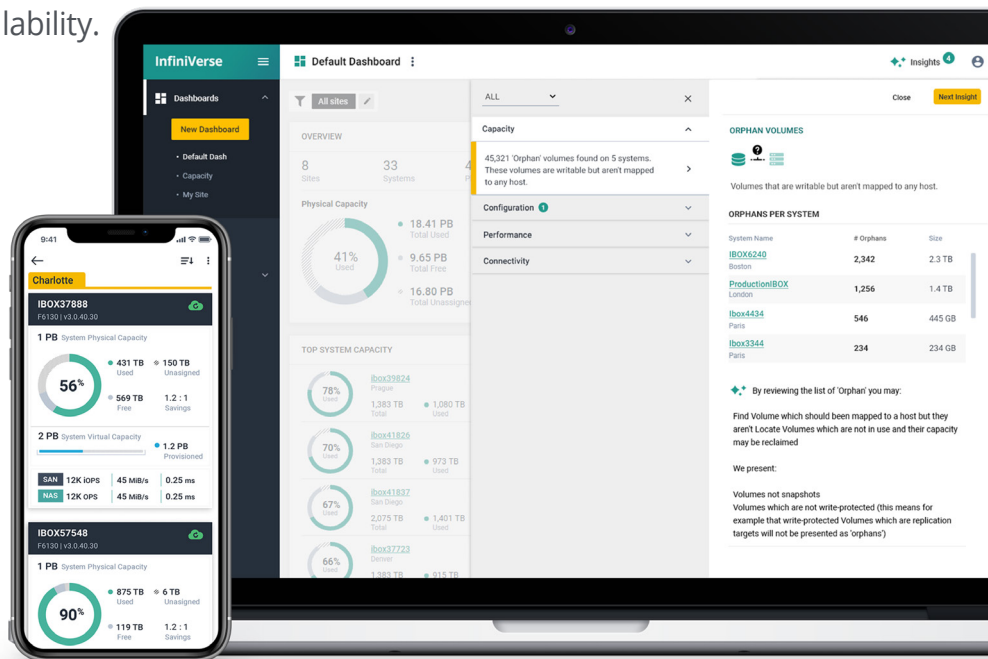 lability.
InfiniVerse
Default Dashboard
Insights 4
Dashboards
New Dashboard
Default Dash
Capacity
My Site
All sites
OVERVIEW
8
Sites
33
Systems
4
Physical Capacity
41%
Used
18.41 PB
Total Used
9.65 PB
Total Free
16.80 PB
Total Unassigne
TOP SYSTEM CAPACITY
78%
Used
Ibox39824
Prague
1,383 TB
Total
1,080 TB
Used
70%
Used
Ibox41826
San Diego
1,383 TB
Total
973 TB
Used
67%
Used
Ibox41837
San Diego
2,075 TB
Total
1,401 TB
Used
66%
Used
Ibox37723
Denver
1,383 TB
915 TB
ALL
Capacity
45,321 'Orphan' volumes found on 5 systems.
These volumes are writable but aren't mapped
to any host.
Configuration 1
Performance
Connectivity
Close
Next Insight
ORPHAN VOLUMES
?
Volumes that are writable but aren't mapped to any host.
ORPHANS PER SYSTEM
System Name # Orphans Size
IBOX6240 2,342 2.3 TB
Boston
ProductionIBOX 1,256 1.4 TB
London
Ibox4434 546 445 GB
Paris
Ibox3344 234 234 GB
Paris
By reviewing the list of 'Orphan' you may:
Find Volume which should been mapped to a host but they
aren't Locate Volumes which are not in use and their capacity
may be reclaimed
We present:
Volumes not snapshots
Volumes which are not write-protected (this means for
example that write-protected Volumes which are replication
targets will not be presented as 'orphans')
9:41
Charlotte
IBOX37888
F6130 | v3.0.40.30
1 PB System Physical Capacity
56%
431 TB
Used
150 TB
Unasigned
569 TB
Free
1.2 : 1
Savings
2 PB System Virtual Capacity
1.2 PB
Provisioned
SAN 12K iOPS 45 MiB/s 0.25 ms
NAS 12K OPS 45 MiB/s 0.25 ms
IBOX57548
F6130 | v3.0.40.30
1 PB System Physical Capacity
90%
875 TB
Used
6 TB
Unasigned
119 TB
Free
1.2 : 1
Savings